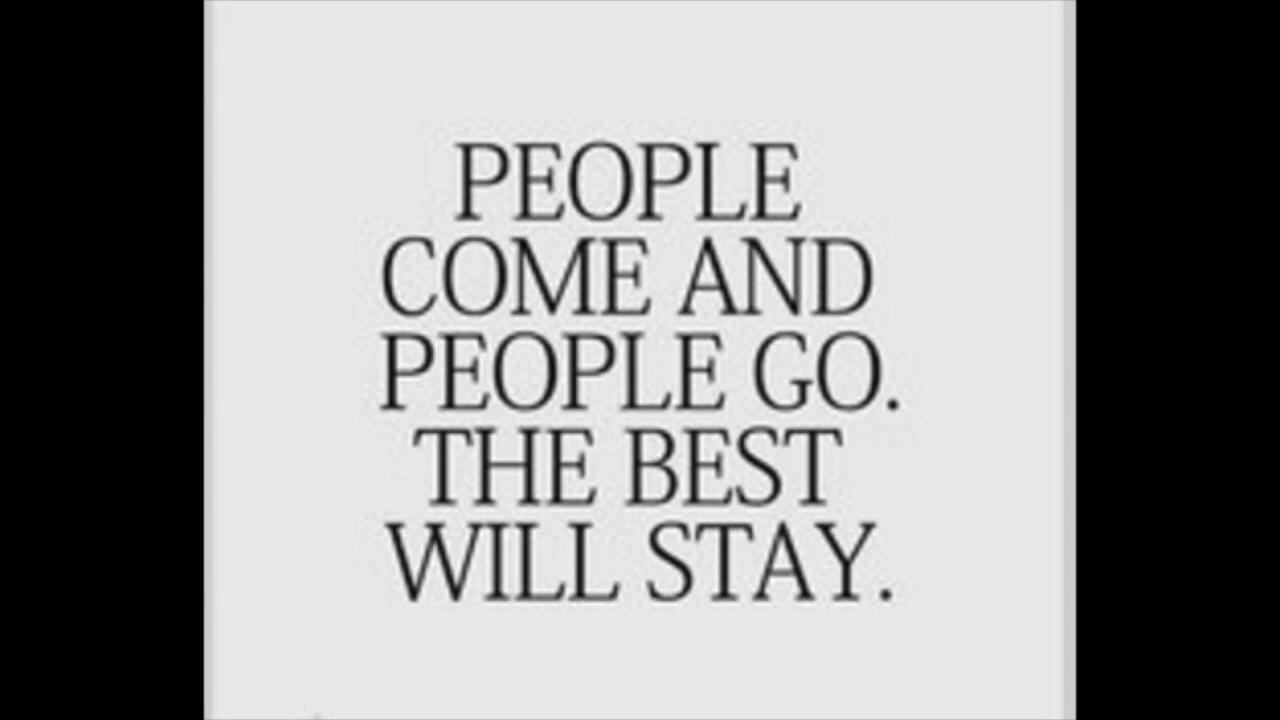 PEOPLE
COME AND
PEOPLE GO.
THE BEST
WILL STAY.